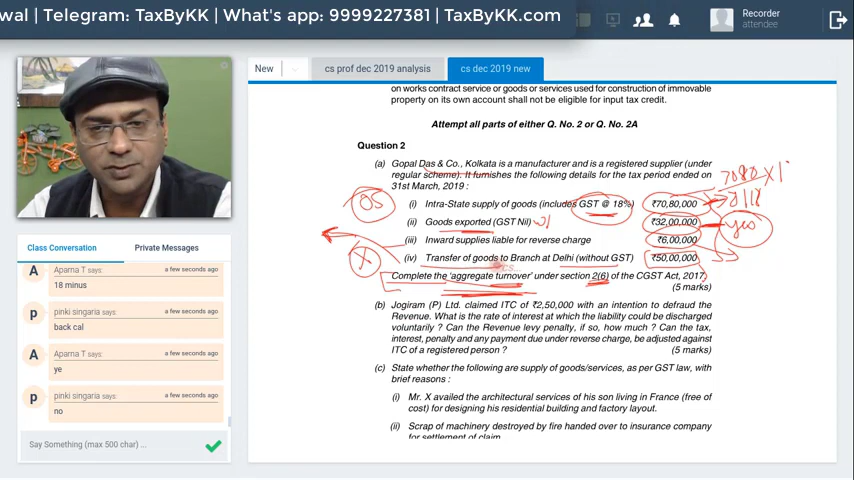 wal | Telegram: TaxByKK | What's app: 9999227381 | TaxByKK.com
Recorder
attendee
New
cs prof dec 2019 analysis
cs dec 2019 new
on works contract service or goods or services used for construction of immovable
property on its own account shall not be eligible for input tax credit.
Attempt all parts of either Q. No. 2 or Q. No. 2A
Question 2
(a) Gopal Das & Co., Kolkata is a manufacturer and is a registered supplier (under
regular scheme). It furnishes the following details for the tax period ended on
31st March, 2019 :
(i) Intra-State supply of goods (includes GST @ 18%) ₹70,80,000
(ii) Goods exported (GST Nil) ₹32,00,000
(iii) Inward supplies liable for reverse charge ₹6,00,000
(iv) Transfer of goods to Branch at Delhi (without GST) ₹50,00,000
Complete the 'aggregate turnover' under section 2(6) of the CGST Act, 2017.
(5 marks)
OS
X
yes
(b) Jogiram (P) Ltd. claimed ITC of ₹2,50,000 with an intention to defraud the
Revenue. What is the rate of interest at which the liability could be discharged
voluntarily ? Can the Revenue levy penalty, if so, how much ? Can the tax,
interest, penalty and any payment due under reverse charge, be adjusted against
ITC of a registered person ? (5 marks)
(c) State whether the following are supply of goods/services, as per GST law, with
brief reasons :
(i) Mr. X availed the architectural services of his son living in France (free of
cost) for designing his residential building and factory layout.
(ii) Scrap of machinery destroyed by fire handed over to insurance company
for settlement of claim.
Class Conversation
Private Messages
A
Aparna T says: a few seconds ago
18 minus
p
pinki singaria says: a few seconds ago
back cal
A
Aparna T says: a few seconds ago
ye
p
pinki singaria says: a few seconds ago
no
Say Something (max 500 char) ...